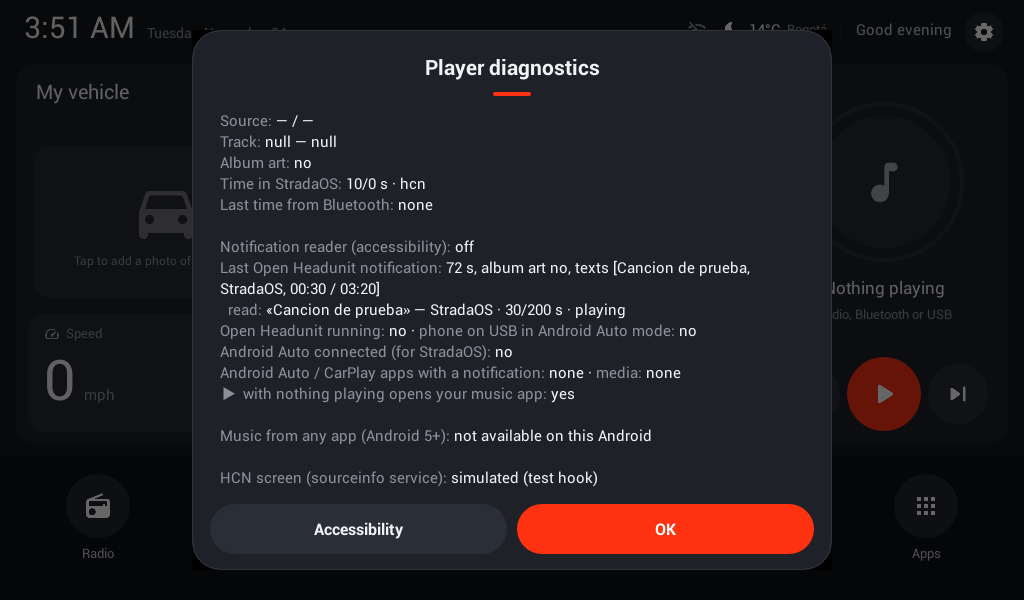 3:51 AM
14°C
Good evening
My vehicle
Tap to add a photo of
Speed
0 mph
Player diagnostics
Source: — / —
Track: null — null
Album art: no
Time in StradaOS: 10/0 s · hcn
Last time from Bluetooth: none
Notification reader (accessibility): off
Last Open Headunit notification: 72 s, album art no, texts [Cancion de prueba,
StradaOS, 00:30 / 03:20]
read: «Cancion de prueba» — StradaOS · 30/200 s · playing
Open Headunit running: no · phone on USB in Android Auto mode: no
Android Auto connected (for StradaOS): no
Android Auto / CarPlay apps with a notification: none · media: none
▶ with nothing playing opens your music app: yes
Music from any app (Android 5+): not available on this Android
HCN screen (sourceinfo service): simulated (test hook)
Accessibility
OK
Nothing playing
Bluetooth or USB
Radio
Apps